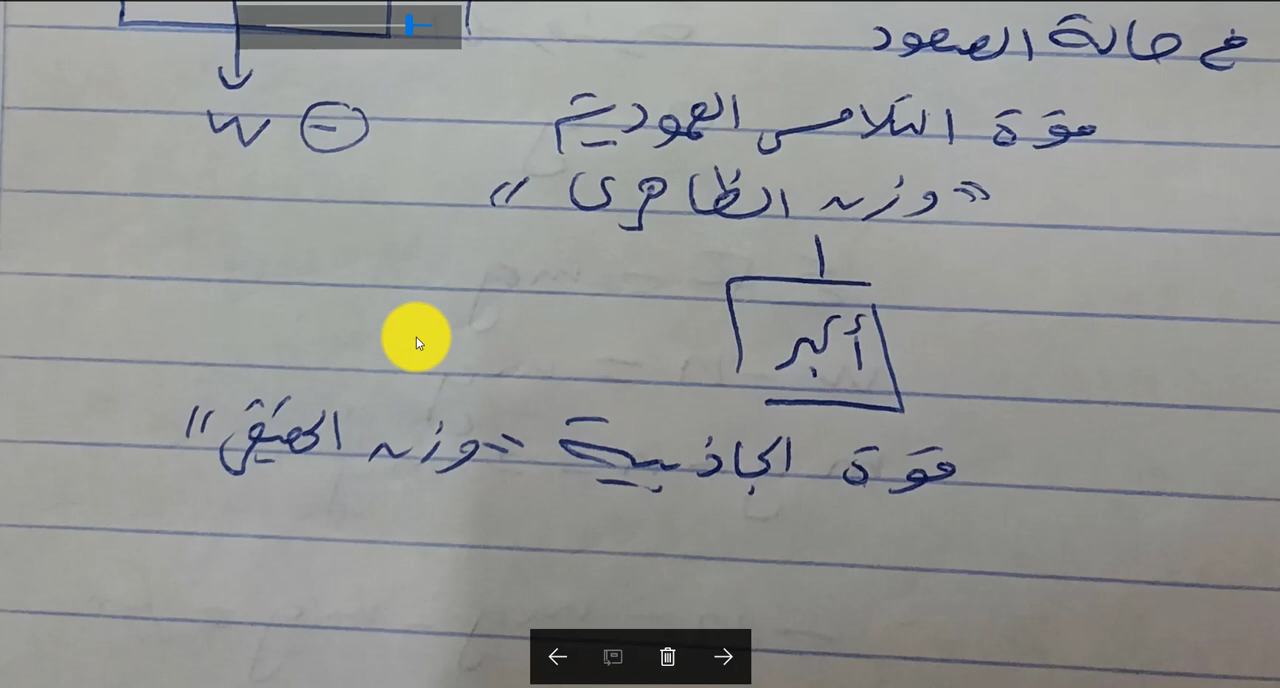 في حالة الصعود
قوة التلامس العمودية
"وزنه الظاهري"
أكبر
قوة الجاذبية "وزنه الحقيقي"
W −